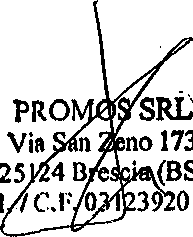 PROMOS SRL
Via San Zeno 173
25124 Brescia (BS
I. / C.F. 03123920